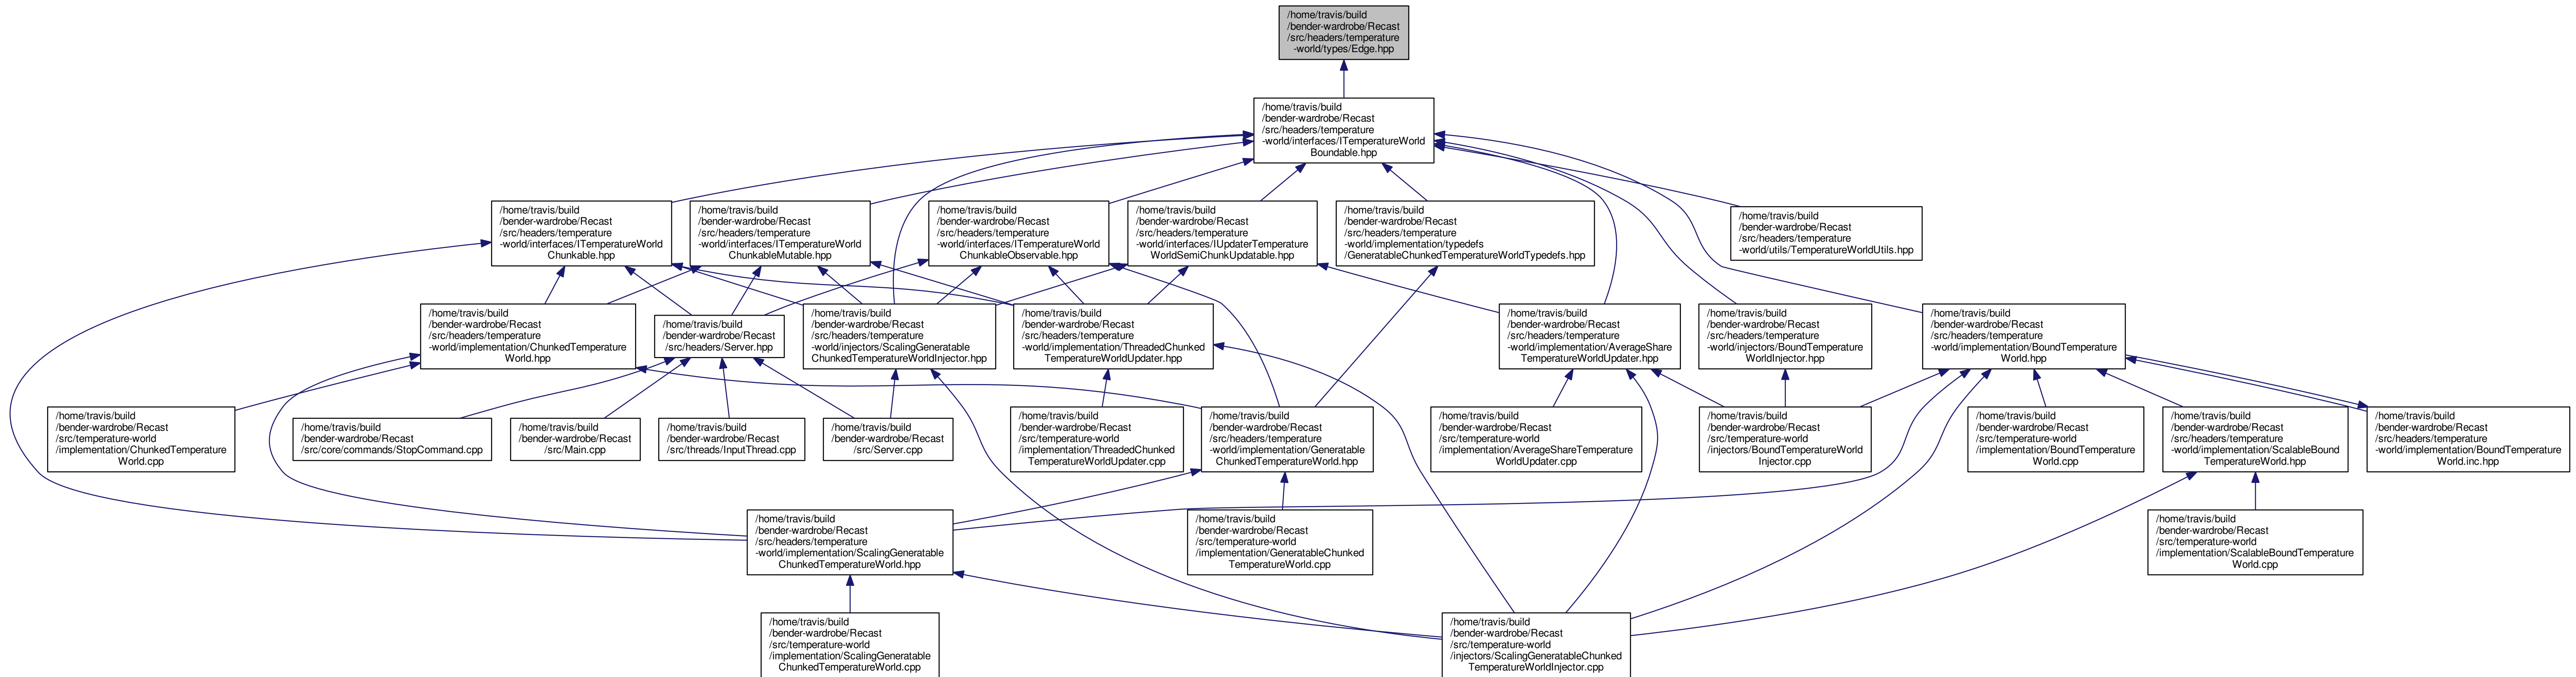 /home/travis/build
/bender-wardrobe/Recast
/src/headers/temperature
-world/types/Edge.hpp
/home/travis/build
/bender-wardrobe/Recast
/src/headers/temperature
-world/interfaces/ITemperatureWorld
Boundable.hpp
/home/travis/build
/bender-wardrobe/Recast
/src/headers/temperature
-world/interfaces/ITemperatureWorld
Chunkable.hpp
/home/travis/build
/bender-wardrobe/Recast
/src/headers/temperature
-world/interfaces/ITemperatureWorld
ChunkableMutable.hpp
/home/travis/build
/bender-wardrobe/Recast
/src/headers/temperature
-world/interfaces/ITemperatureWorld
ChunkableObservable.hpp
/home/travis/build
/bender-wardrobe/Recast
/src/headers/temperature
-world/interfaces/IUpdaterTemperature
WorldSemiChunkUpdatable.hpp
/home/travis/build
/bender-wardrobe/Recast
/src/headers/temperature
-world/implementation/typedefs
/GeneratableChunkedTemperatureWorldTypedefs.hpp
/home/travis/build
/bender-wardrobe/Recast
/src/headers/temperature
-world/utils/TemperatureWorldUtils.hpp
/home/travis/build
/bender-wardrobe/Recast
/src/headers/temperature
-world/implementation/ChunkedTemperature
World.hpp
/home/travis/build
/bender-wardrobe/Recast
/src/headers/Server.hpp
/home/travis/build
/bender-wardrobe/Recast
/src/headers/temperature
-world/injectors/ScalingGeneratable
ChunkedTemperatureWorldInjector.hpp
/home/travis/build
/bender-wardrobe/Recast
/src/headers/temperature
-world/implementation/ThreadedChunked
TemperatureWorldUpdater.hpp
/home/travis/build
/bender-wardrobe/Recast
/src/headers/temperature
-world/implementation/AverageShare
TemperatureWorldUpdater.hpp
/home/travis/build
/bender-wardrobe/Recast
/src/headers/temperature
-world/injectors/BoundTemperature
WorldInjector.hpp
/home/travis/build
/bender-wardrobe/Recast
/src/headers/temperature
-world/implementation/BoundTemperature
World.hpp
/home/travis/build
/bender-wardrobe/Recast
/src/temperature-world
/implementation/ChunkedTemperature
World.cpp
/home/travis/build
/bender-wardrobe/Recast
/src/core/commands/StopCommand.cpp
/home/travis/build
/bender-wardrobe/Recast
/src/Main.cpp
/home/travis/build
/bender-wardrobe/Recast
/src/threads/InputThread.cpp
/home/travis/build
/bender-wardrobe/Recast
/src/Server.cpp
/home/travis/build
/bender-wardrobe/Recast
/src/temperature-world
/implementation/ThreadedChunked
TemperatureWorldUpdater.cpp
/home/travis/build
/bender-wardrobe/Recast
/src/headers/temperature
-world/implementation/Generatable
ChunkedTemperatureWorld.hpp
/home/travis/build
/bender-wardrobe/Recast
/src/temperature-world
/implementation/AverageShareTemperature
WorldUpdater.cpp
/home/travis/build
/bender-wardrobe/Recast
/src/temperature-world
/injectors/BoundTemperatureWorld
Injector.cpp
/home/travis/build
/bender-wardrobe/Recast
/src/temperature-world
/implementation/BoundTemperature
World.cpp
/home/travis/build
/bender-wardrobe/Recast
/src/headers/temperature
-world/implementation/ScalableBound
TemperatureWorld.hpp
/home/travis/build
/bender-wardrobe/Recast
/src/headers/temperature
-world/implementation/BoundTemperature
World.inc.hpp
/home/travis/build
/bender-wardrobe/Recast
/src/headers/temperature
-world/implementation/ScalingGeneratable
ChunkedTemperatureWorld.hpp
/home/travis/build
/bender-wardrobe/Recast
/src/temperature-world
/implementation/GeneratableChunked
TemperatureWorld.cpp
/home/travis/build
/bender-wardrobe/Recast
/src/temperature-world
/implementation/ScalableBoundTemperature
World.cpp
/home/travis/build
/bender-wardrobe/Recast
/src/temperature-world
/implementation/ScalingGeneratable
ChunkedTemperatureWorld.cpp
/home/travis/build
/bender-wardrobe/Recast
/src/temperature-world
/injectors/ScalingGeneratableChunked
TemperatureWorldInjector.cpp